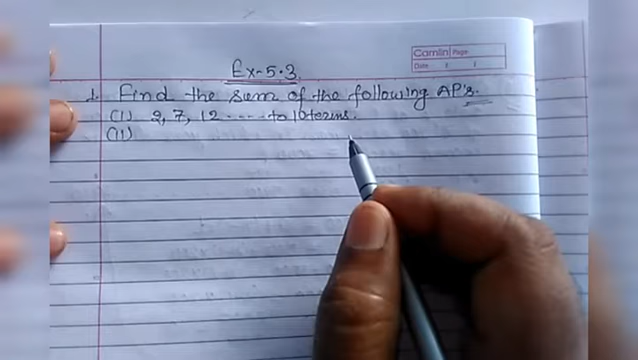 Camlin Page
Date
Ex-5.3
1. Find the sum of the following AP's.
(i) 2, 7, 12 ..... to 10 terms.
(ii)